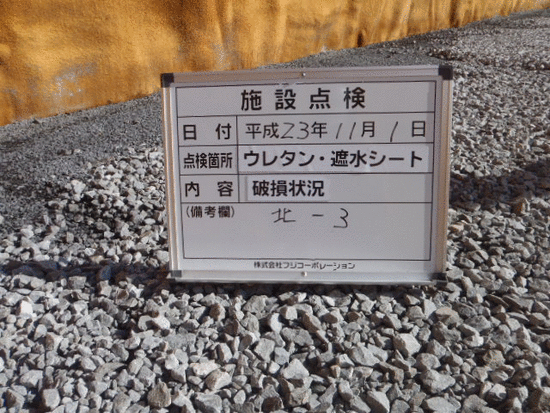 施設点検
日付 平成23年11月1日
点検箇所 ウレタン・遮水シート
内容 破損状況
(備考欄) 北-3
株式会社フジコーポレーション